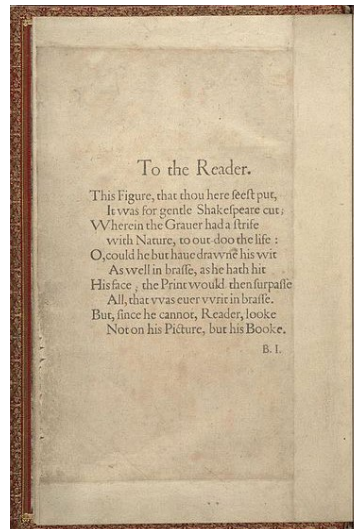 To the Reader.
This Figure, that thou here ſeeſt put,
It vvas for gentle Shakeſpeare cut;
VVherein the Grauer had a ſtrife
with Nature, to out-doo the life :
O, could he but haue dravvne his wit
As well in braſſe, as he hath hit
His face ; the Print would then ſurpaſſe
All, that vvas euer vvrit in braſſe.
But, ſince he cannot, Reader, looke
Not on his Picture, but his Booke.
B. I.